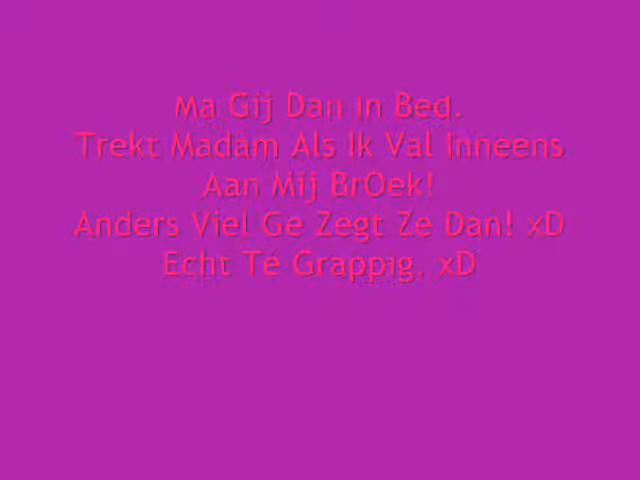 Ma Gij Dan In Bed.
Trekt Madam Als Ik Val Inneens
Aan Mij BrOek!
Anders Viel Ge Zegt Ze Dan! xD
Echt Té Grappig. xD